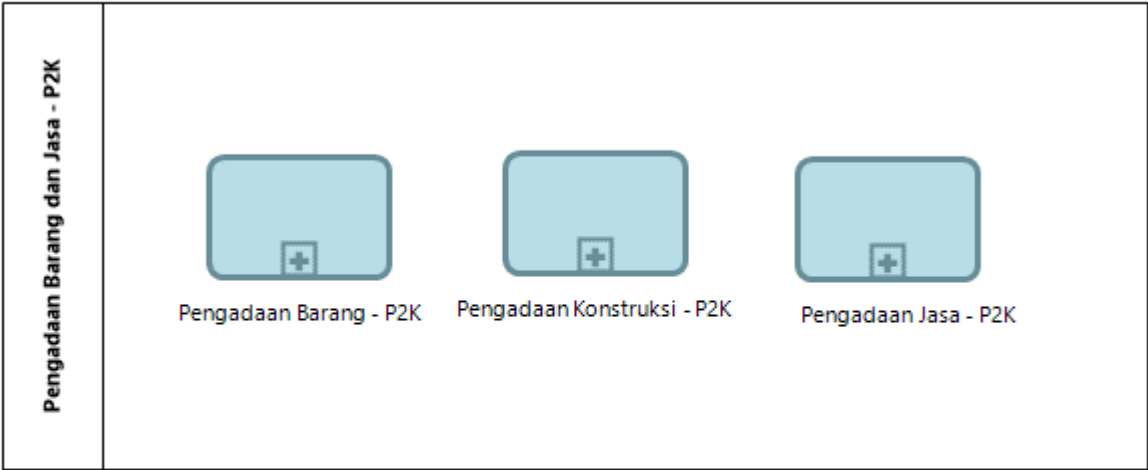 Pengadaan Barang dan Jasa - P2K
Pengadaan Barang - P2K
Pengadaan Konstruksi - P2K
Pengadaan Jasa - P2K